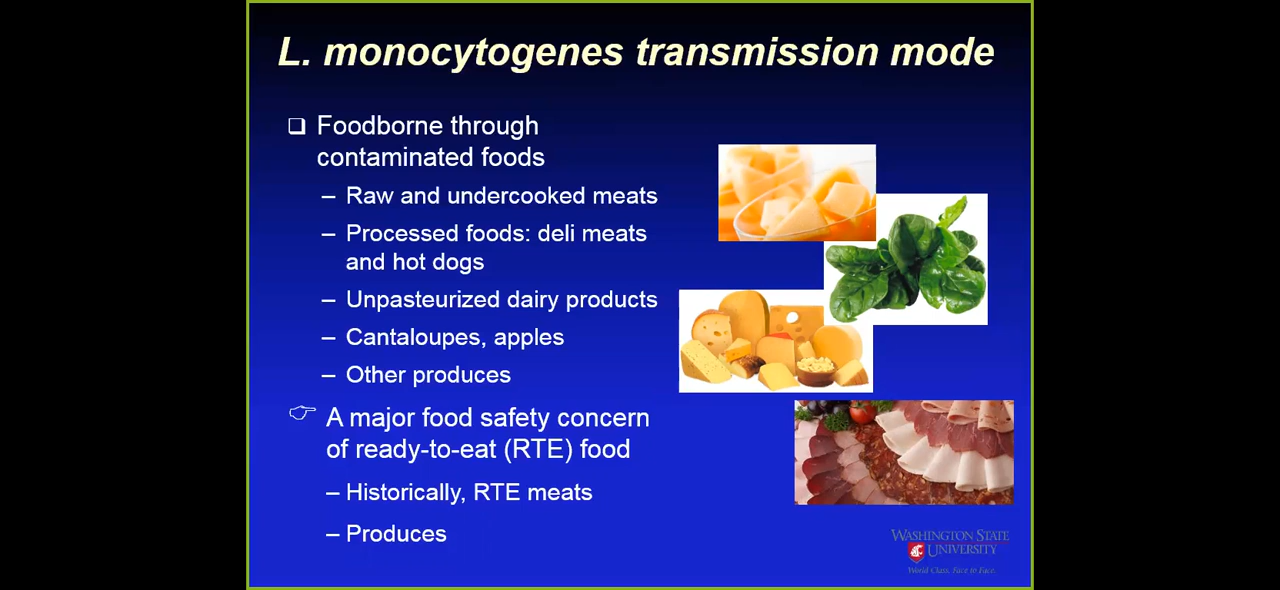 L. monocytogenes transmission mode
❑ Foodborne through
contaminated foods
– Raw and undercooked meats
– Processed foods: deli meats
and hot dogs
– Unpasteurized dairy products
– Cantaloupes, apples
– Other produces
☞ A major food safety concern
of ready-to-eat (RTE) food
– Historically, RTE meats
– Produces
WASHINGTON STATE
UNIVERSITY
World Class. Face to Face.